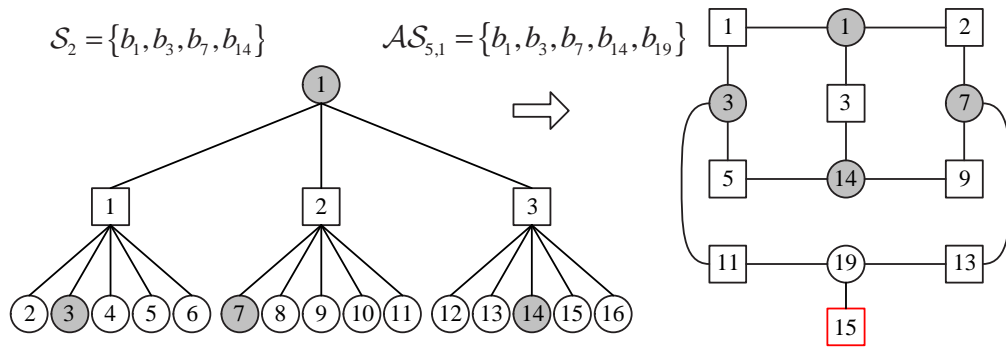 𝒮₂ = {b₁, b₃, b₇, b₁₄}
𝒜𝒮₅,₁ = {b₁, b₃, b₇, b₁₄, b₁₉}
1
1 2 3
2 3 4 5 6 7 8 9 10 11 12 13 14 15 16
1 1 2
3 3 7
5 14 9
11 19 13
15